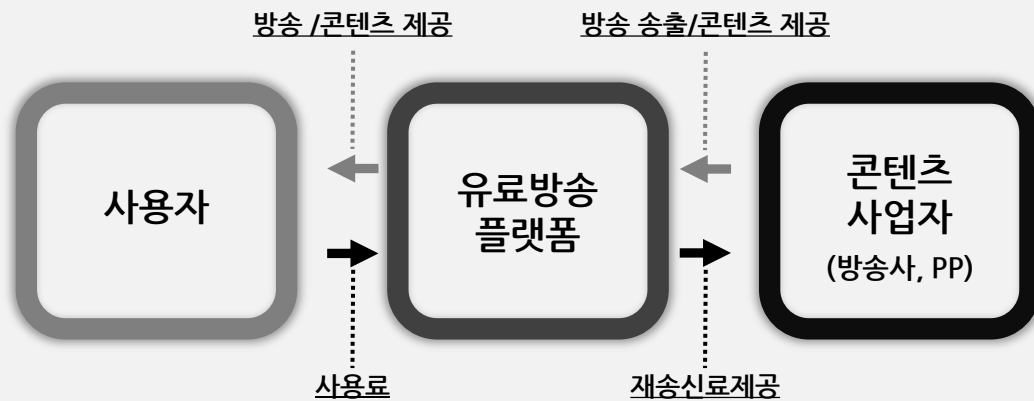 방송 /콘텐츠 제공
방송 송출/콘텐츠 제공
사용자
유료방송
플랫폼
콘텐츠
사업자
(방송사, PP)
사용료
재송신료제공